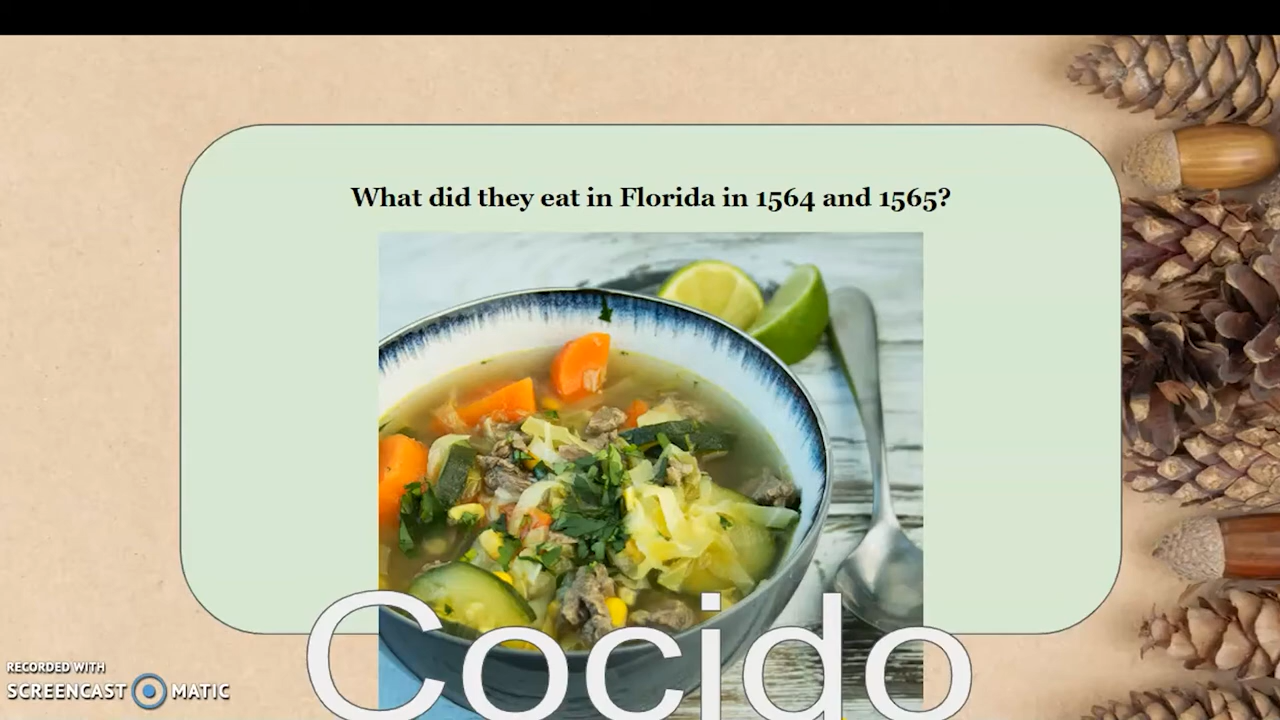 What did they eat in Florida in 1564 and 1565?
Cocido
RECORDED WITH
SCREENCAST MATIC